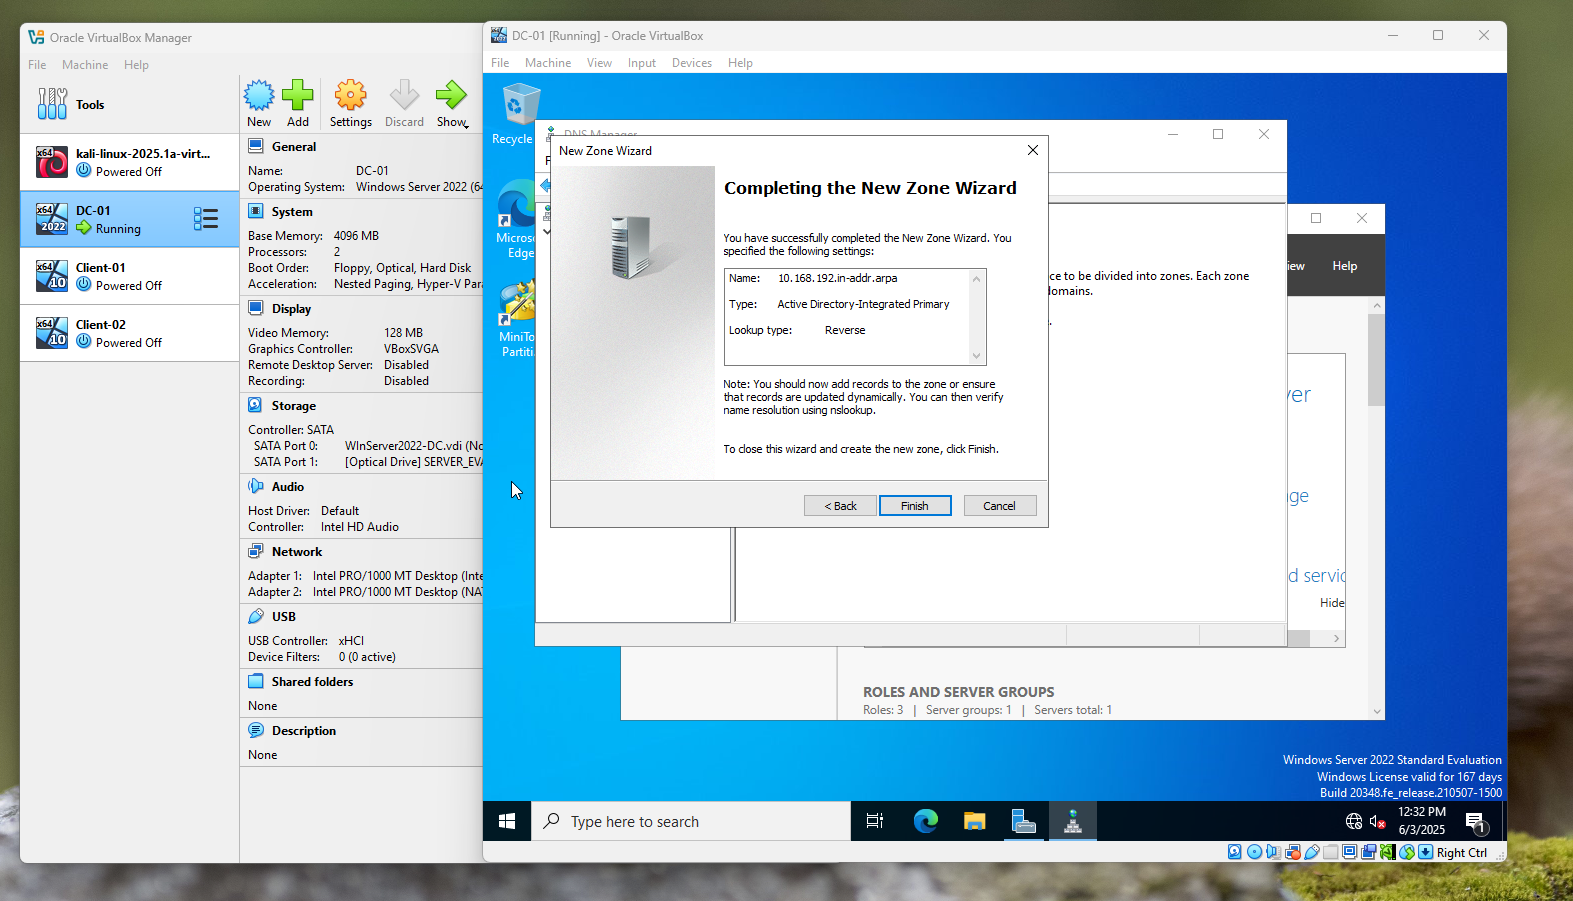 Oracle VirtualBox Manager
File Machine Help
Tools
kali-linux-2025.1a-virt...
Powered Off
DC-01
Running
Client-01
Powered Off
Client-02
Powered Off
New Add Settings Discard Show
General
Name: DC-01
Operating System: Windows Server 2022 (64
System
Base Memory: 4096 MB
Processors: 2
Boot Order: Floppy, Optical, Hard Disk
Acceleration: Nested Paging, Hyper-V Para
Display
Video Memory: 128 MB
Graphics Controller: VBoxSVGA
Remote Desktop Server: Disabled
Recording: Disabled
Storage
Controller: SATA
SATA Port 0: WInServer2022-DC.vdi (No
SATA Port 1: [Optical Drive] SERVER_EVA
Audio
Host Driver: Default
Controller: Intel HD Audio
Network
Adapter 1: Intel PRO/1000 MT Desktop (Inte
Adapter 2: Intel PRO/1000 MT Desktop (NAT
USB
USB Controller: xHCI
Device Filters: 0 (0 active)
Shared folders
None
Description
None
DC-01 [Running] - Oracle VirtualBox
File Machine View Input Devices Help
Recycle
Micros
Edge
MiniTo
Partiti
DNS Manager
F
New Zone Wizard
Completing the New Zone Wizard
You have successfully completed the New Zone Wizard. You
specified the following settings:
Name: 10.168.192.in-addr.arpa
Type: Active Directory-Integrated Primary
Lookup type: Reverse
Note: You should now add records to the zone or ensure
that records are updated dynamically. You can then verify
name resolution using nslookup.
To close this wizard and create the new zone, click Finish.
< Back Finish Cancel
ce to be divided into zones. Each zone
domains.
iew Help
ver
ge
d servic
Hide
ROLES AND SERVER GROUPS
Roles: 3 | Server groups: 1 | Servers total: 1
Windows Server 2022 Standard Evaluation
Windows License valid for 167 days
Build 20348.fe_release.210507-1500
Type here to search
12:32 PM
6/3/2025
1
Right Ctrl